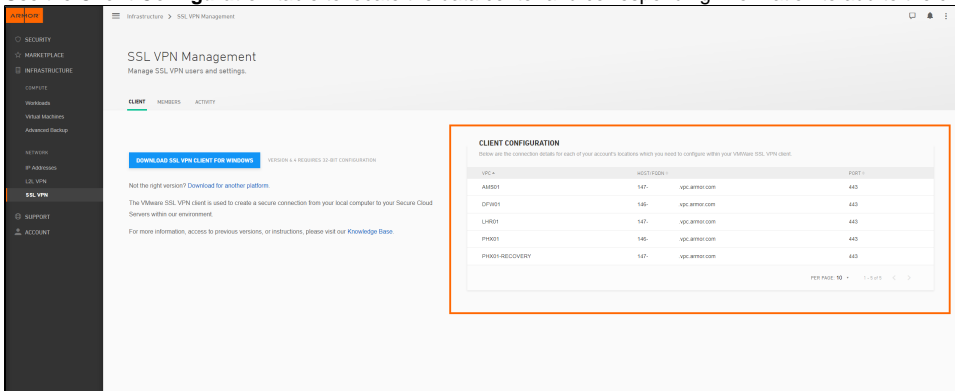 ARMOR
Infrastructure > SSL VPN Management
SECURITY
MARKETPLACE
INFRASTRUCTURE
COMPUTE
Workloads
Virtual Machines
Advanced Backup
NETWORK
IP Addresses
L2L VPN
SSL VPN
SUPPORT
ACCOUNT
SSL VPN Management
Manage SSL VPN users and settings.
CLIENT MEMBERS ACTIVITY
DOWNLOAD SSL VPN CLIENT FOR WINDOWS VERSION 6.4 REQUIRES 32-BIT CONFIGURATION
Not the right version? Download for another platform.
The VMware SSL VPN client is used to create a secure connection from your local computer to your Secure Cloud
Servers within our environment.
For more information, access to previous versions, or instructions, please visit our Knowledge Base.
CLIENT CONFIGURATION
Below are the connection details for each of your account's locations which you need to configure within your VMWare SSL VPN client.
VPC HOST/FQDN PORT
AMS01 147- .vpc.armor.com 443
DFW01 146- .vpc.armor.com 443
LHR01 147- .vpc.armor.com 443
PHX01 146- .vpc.armor.com 443
PHX01-RECOVERY 147- .vpc.armor.com 443
PER PAGE: 10 1 - 5 of 5